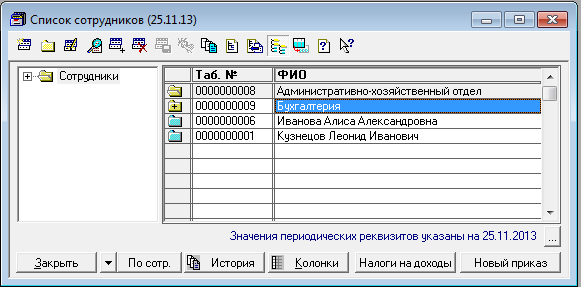 Список сотрудников (25.11.13)
Сотрудники
Таб. № ФИО
0000000008 Административно-хозяйственный отдел
0000000009 Бухгалтерия
0000000006 Иванова Алиса Александровна
0000000001 Кузнецов Леонид Иванович
Значения периодических реквизитов указаны на 25.11.2013 ...
Закрыть По сотр. История Колонки Налоги на доходы Новый приказ